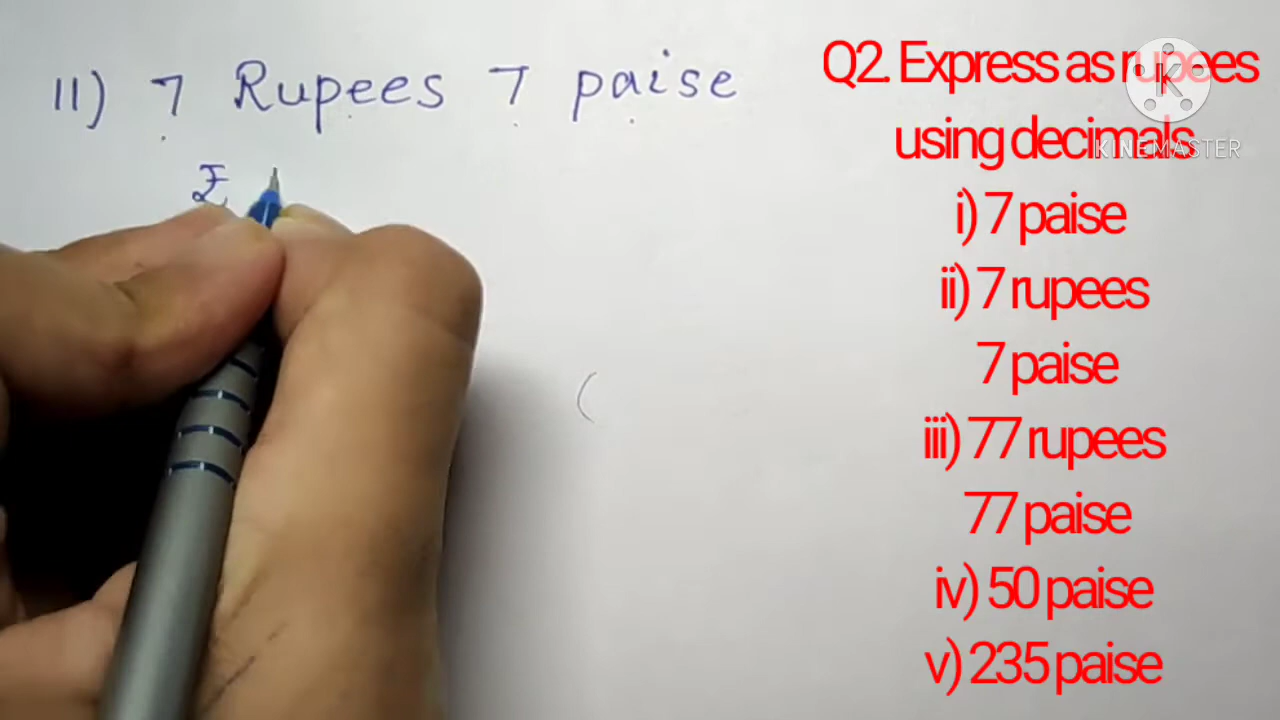 11) 7 Rupees 7 paise
₹
(
Q2. Express as rupees
using decimals
i) 7 paise
ii) 7 rupees
7 paise
iii) 77 rupees
77 paise
iv) 50 paise
v) 235 paise
K
KINEMASTER